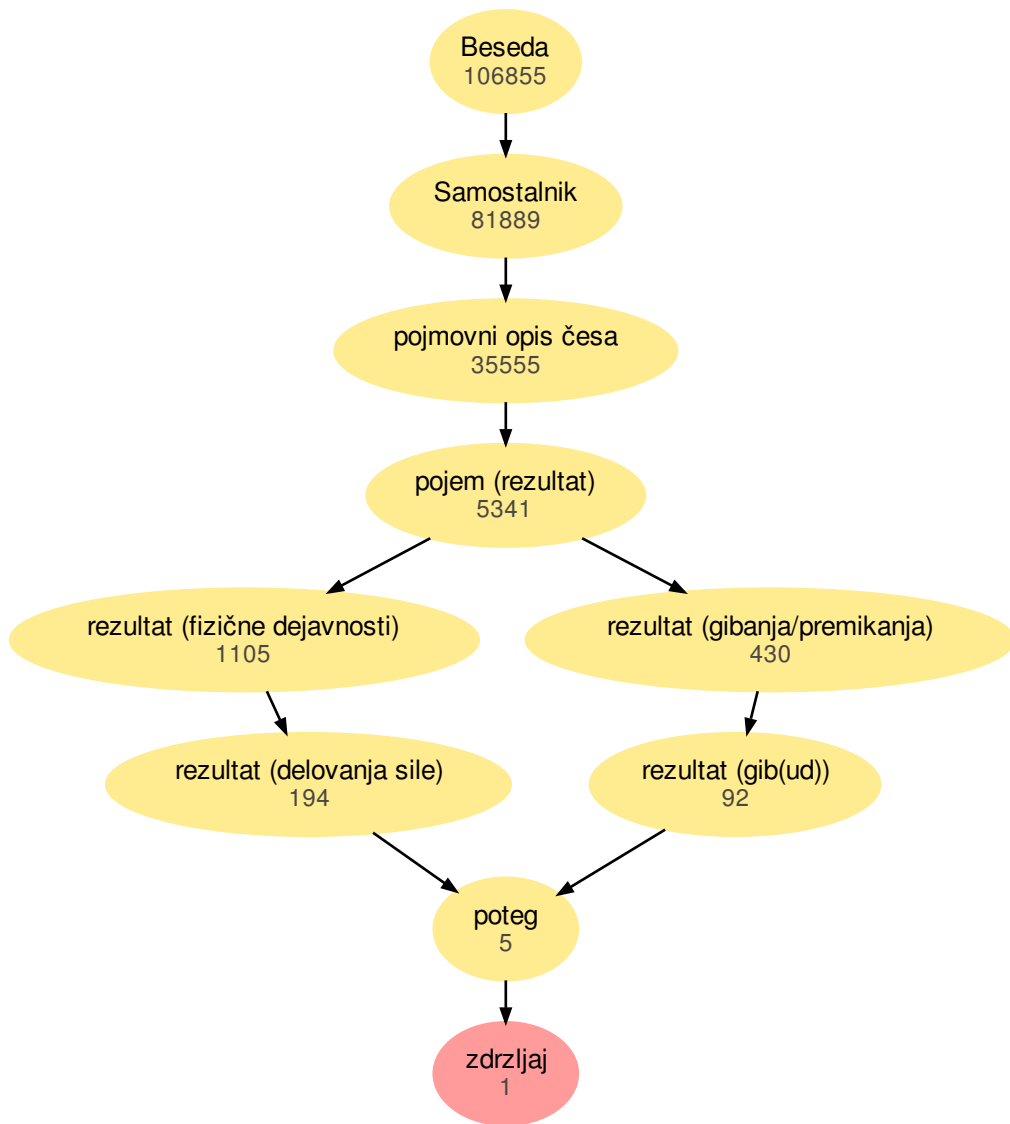 Beseda
106855
Samostalnik
81889
pojmovni opis česa
35555
pojem (rezultat)
5341
rezultat (fizične dejavnosti)
1105
rezultat (gibanja/premikanja)
430
rezultat (delovanja sile)
194
rezultat (gib(ud))
92
poteg
5
zdrzljaj
1